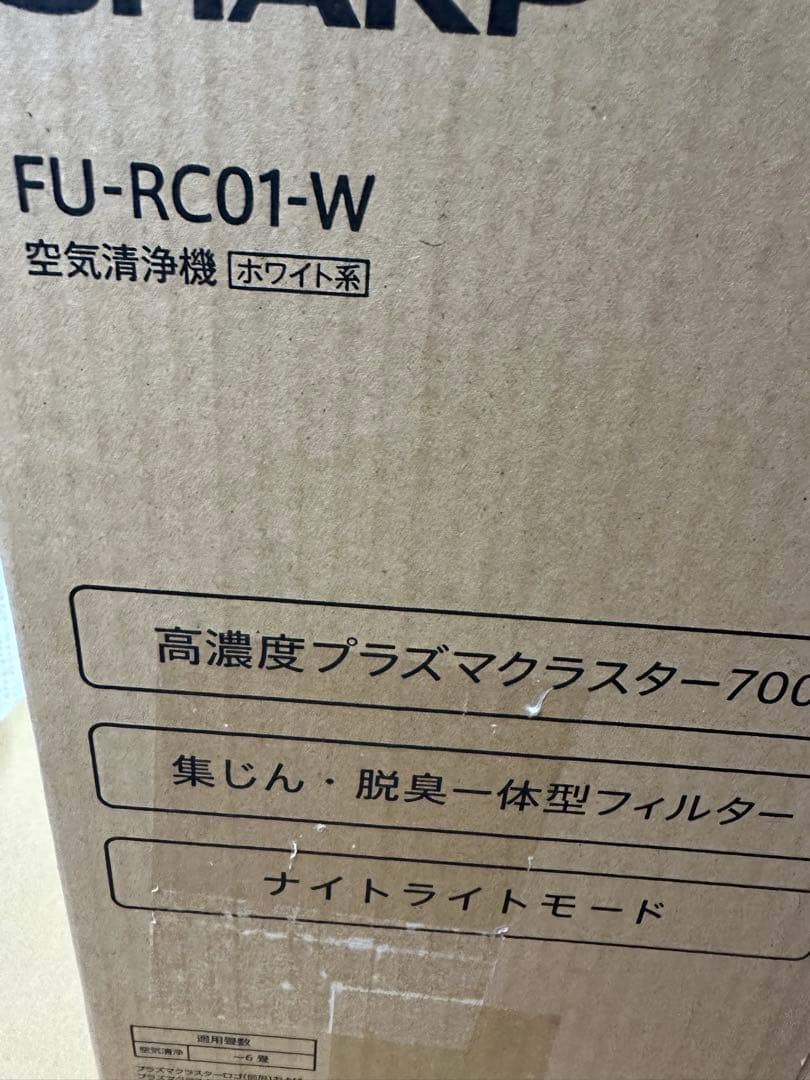 SHARP
FU-RC01-W
空気清浄機 ホワイト系
高濃度プラズマクラスター700
集じん・脱臭一体型フィルター
ナイトライトモード
適用畳数
空気清浄 ～6畳